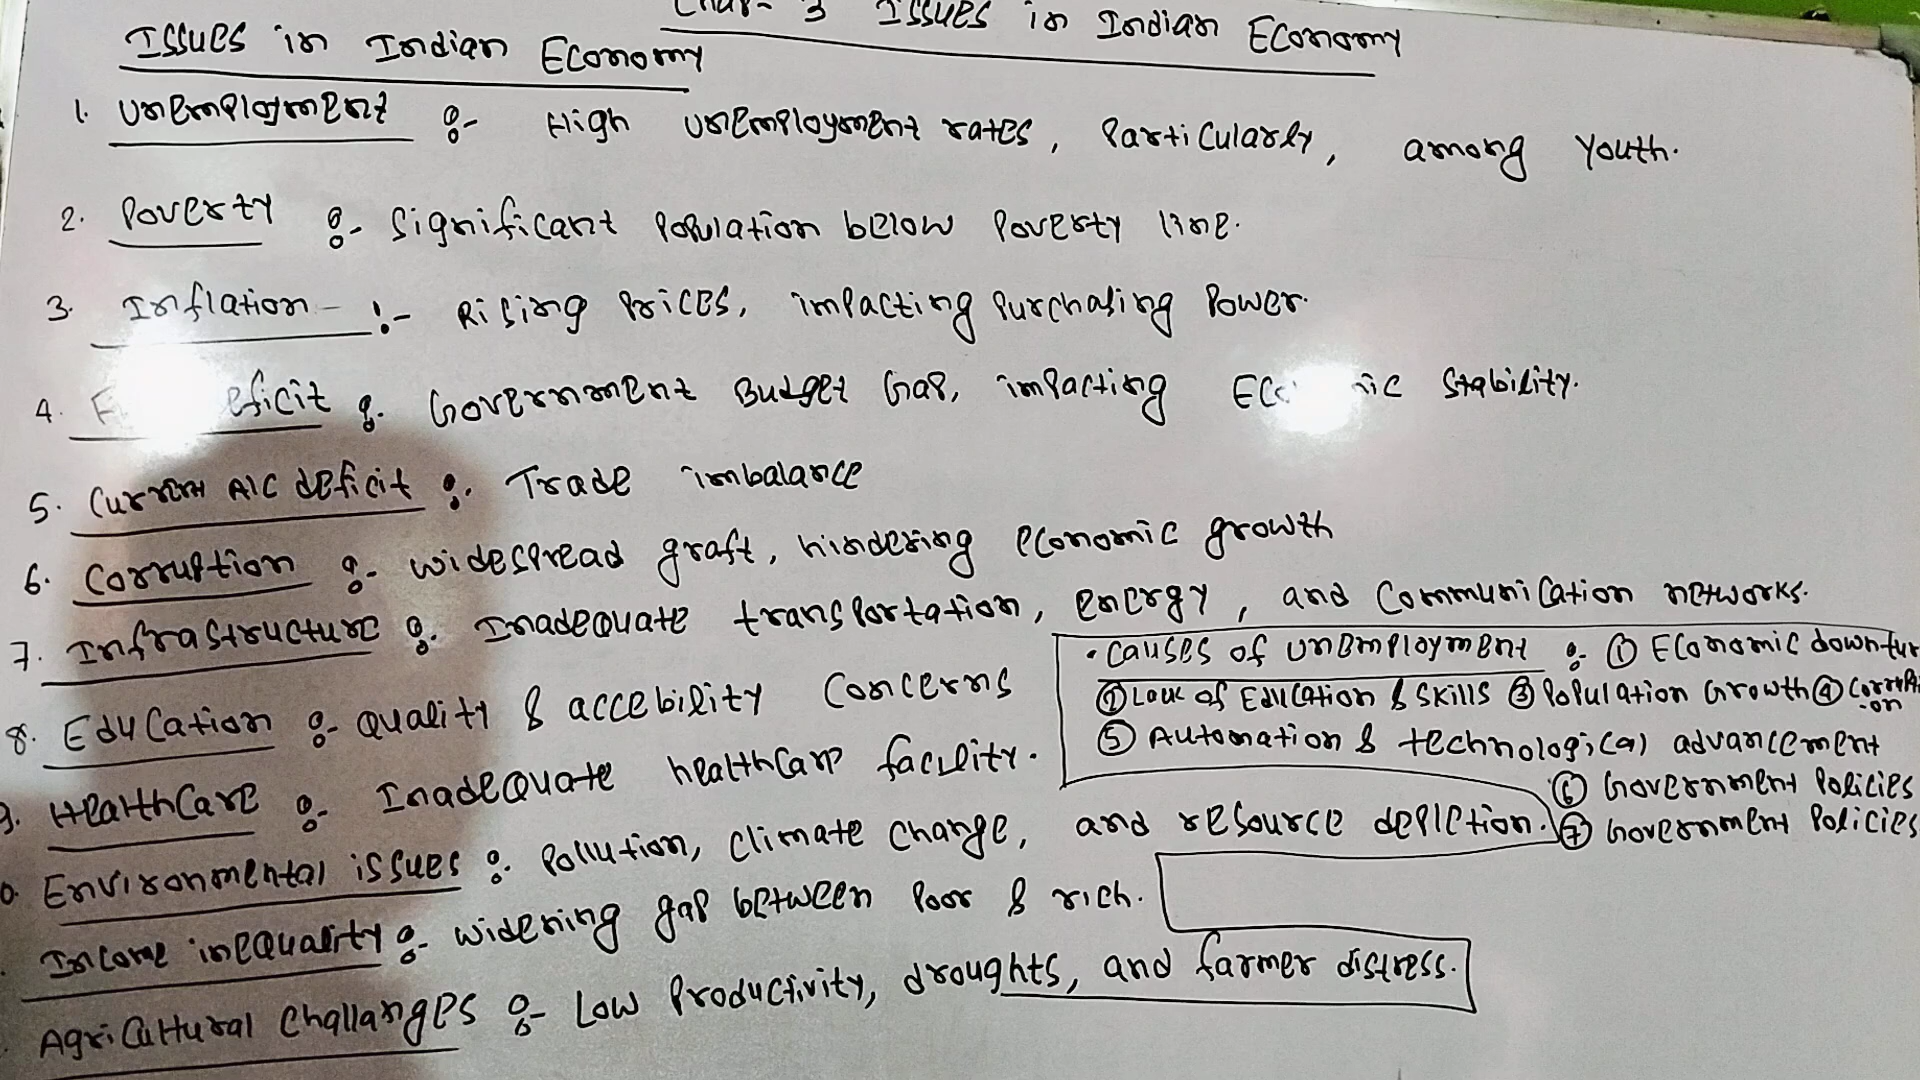 3 Issues in Indian Economy
Issues in Indian Economy
1. Unemployment :- High unemployment rates, Particularly, among Youth.
2. Poverty :- Significant Population below Poverty line.
3. Inflation - :- Rising Prices, impacting Purchasing Power.
4. :- Government Budget Gap, impacting Stability.
5. Current A/C deficit :- Trade imbalance
6. Corruption :- widespread graft, hindering economic growth
7. Infrastructure :- Inadequate transportation, energy, and Communication networks.
8. Education :- quality & accebility Concerns
9. Healthcare :- Inadequate healthcare facility.
Environmental issues :- Pollution, climate change, and resource depletion.
Income inequality :- widening gap between Poor & rich.
Agricultural Challanges :- Low Productivity, droughts, and farmer distress.
• Causes of unemployment :- ① Economic
② Lack of Education & Skills ③ Population Growth ④
⑤ Automation & technological advancement
⑥ Government Policies
⑦ Government Policies